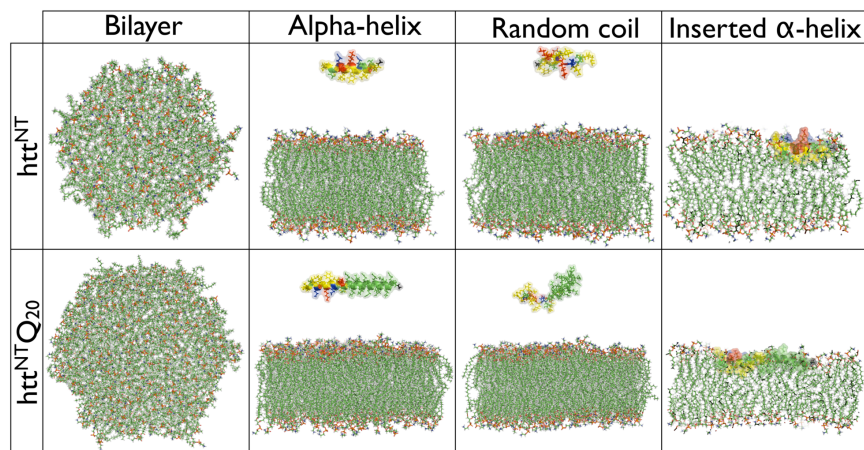 Bilayer
Alpha-helix
Random coil
Inserted α-helix
htt^NT
htt^NTQ₂₀